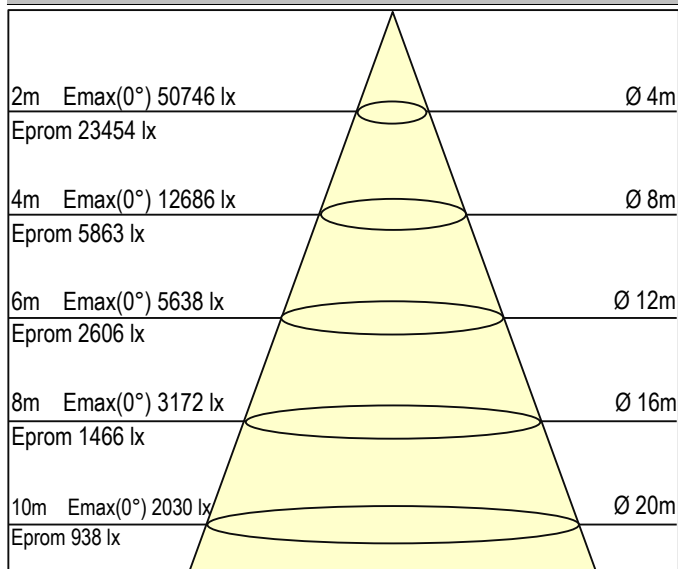 2m Emax(0°) 50746 lx Ø 4m
Eprom 23454 lx
4m Emax(0°) 12686 lx Ø 8m
Eprom 5863 lx
6m Emax(0°) 5638 lx Ø 12m
Eprom 2606 lx
8m Emax(0°) 3172 lx Ø 16m
Eprom 1466 lx
10m Emax(0°) 2030 lx Ø 20m
Eprom 938 lx